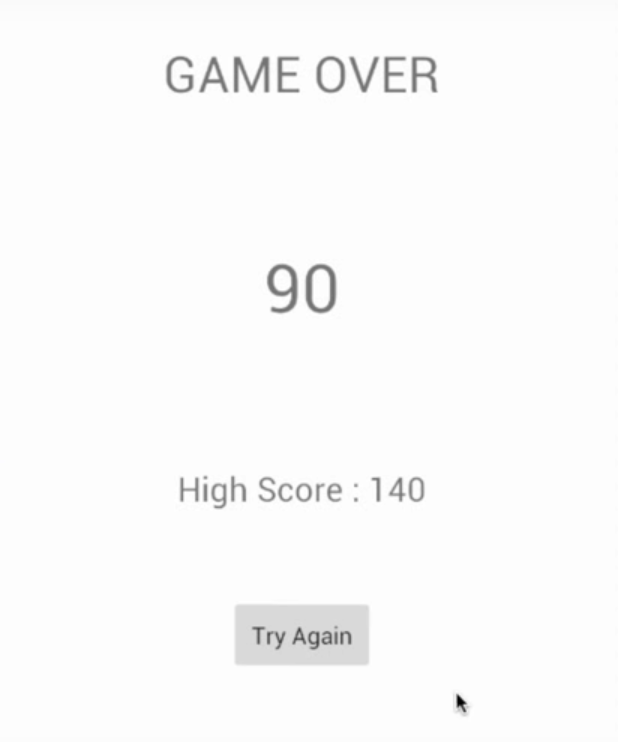 GAME OVER
90
High Score : 140
Try Again